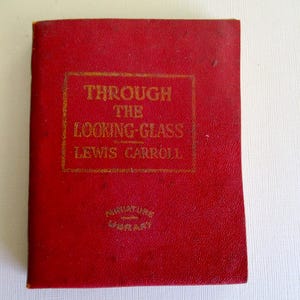 THROUGH
THE
LOOKING-GLASS
LEWIS CARROLL
MINIATURE
LIBRARY